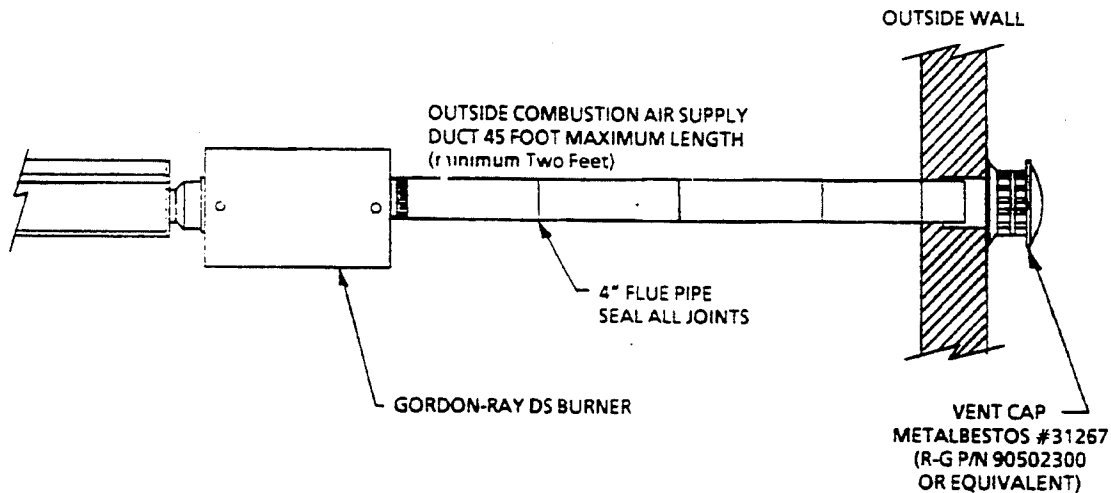 OUTSIDE WALL
OUTSIDE COMBUSTION AIR SUPPLY
DUCT 45 FOOT MAXIMUM LENGTH
(minimum Two Feet)
4" FLUE PIPE
SEAL ALL JOINTS
GORDON-RAY DS BURNER
VENT CAP
METALBESTOS #31267
(R-G P/N 90502300
OR EQUIVALENT)